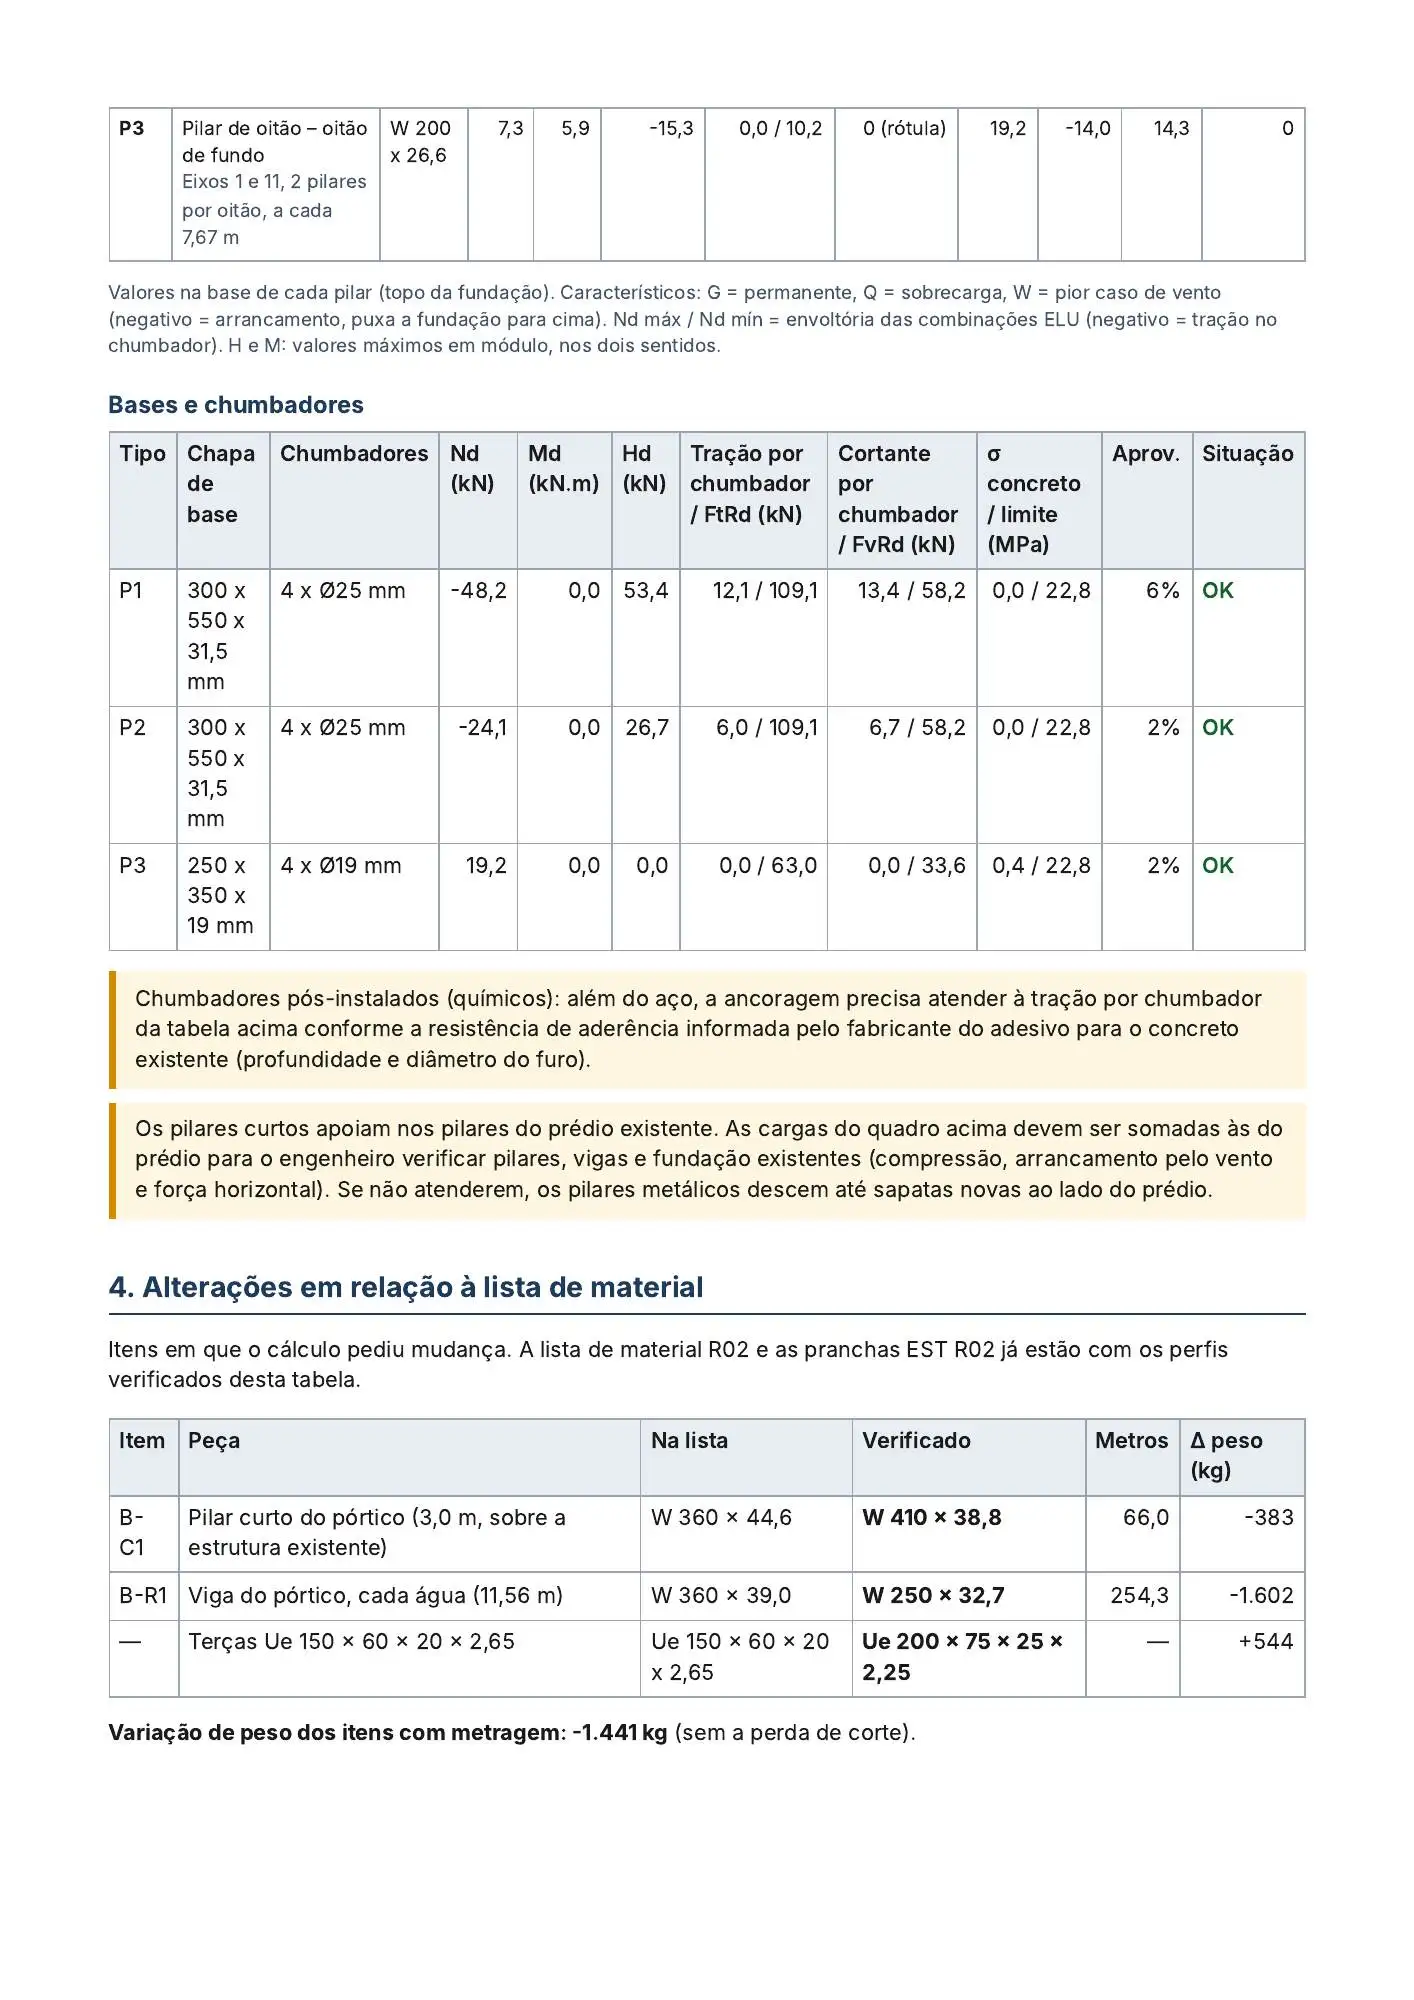 P3 Pilar de oitão – oitão W 200 7,3 5,9 -15,3 0,0 / 10,2 0 (rótula) 19,2 -14,0 14,3 0
de fundo x 26,6
Eixos 1 e 11, 2 pilares
por oitão, a cada
7,67 m
Valores na base de cada pilar (topo da fundação). Característicos: G = permanente, Q = sobrecarga, W = pior caso de vento
(negativo = arrancamento, puxa a fundação para cima). Nd máx / Nd mín = envoltória das combinações ELU (negativo = tração no
chumbador). H e M: valores máximos em módulo, nos dois sentidos.
Bases e chumbadores
Tipo Chapa Chumbadores Nd Md Hd Tração por Cortante σ Aprov. Situação
de (kN) (kN.m) (kN) chumbador por concreto
base / FtRd (kN) chumbador / limite
/ FvRd (kN) (MPa)
P1 300 x 4 x Ø25 mm -48,2 0,0 53,4 12,1 / 109,1 13,4 / 58,2 0,0 / 22,8 6% OK
550 x
31,5
mm
P2 300 x 4 x Ø25 mm -24,1 0,0 26,7 6,0 / 109,1 6,7 / 58,2 0,0 / 22,8 2% OK
550 x
31,5
mm
P3 250 x 4 x Ø19 mm 19,2 0,0 0,0 0,0 / 63,0 0,0 / 33,6 0,4 / 22,8 2% OK
350 x
19 mm
Chumbadores pós-instalados (químicos): além do aço, a ancoragem precisa atender à tração por chumbador
da tabela acima conforme a resistência de aderência informada pelo fabricante do adesivo para o concreto
existente (profundidade e diâmetro do furo).
Os pilares curtos apoiam nos pilares do prédio existente. As cargas do quadro acima devem ser somadas às do
prédio para o engenheiro verificar pilares, vigas e fundação existentes (compressão, arrancamento pelo vento
e força horizontal). Se não atenderem, os pilares metálicos descem até sapatas novas ao lado do prédio.
4. Alterações em relação à lista de material
Itens em que o cálculo pediu mudança. A lista de material R02 e as pranchas EST R02 já estão com os perfis
verificados desta tabela.
Item Peça Na lista Verificado Metros Δ peso
(kg)
B- Pilar curto do pórtico (3,0 m, sobre a W 360 × 44,6 W 410 × 38,8 66,0 -383
C1 estrutura existente)
B-R1 Viga do pórtico, cada água (11,56 m) W 360 × 39,0 W 250 × 32,7 254,3 -1.602
— Terças Ue 150 × 60 × 20 × 2,65 Ue 150 × 60 × 20 Ue 200 × 75 × 25 × — +544
x 2,65 2,25
Variação de peso dos itens com metragem: -1.441 kg (sem a perda de corte).